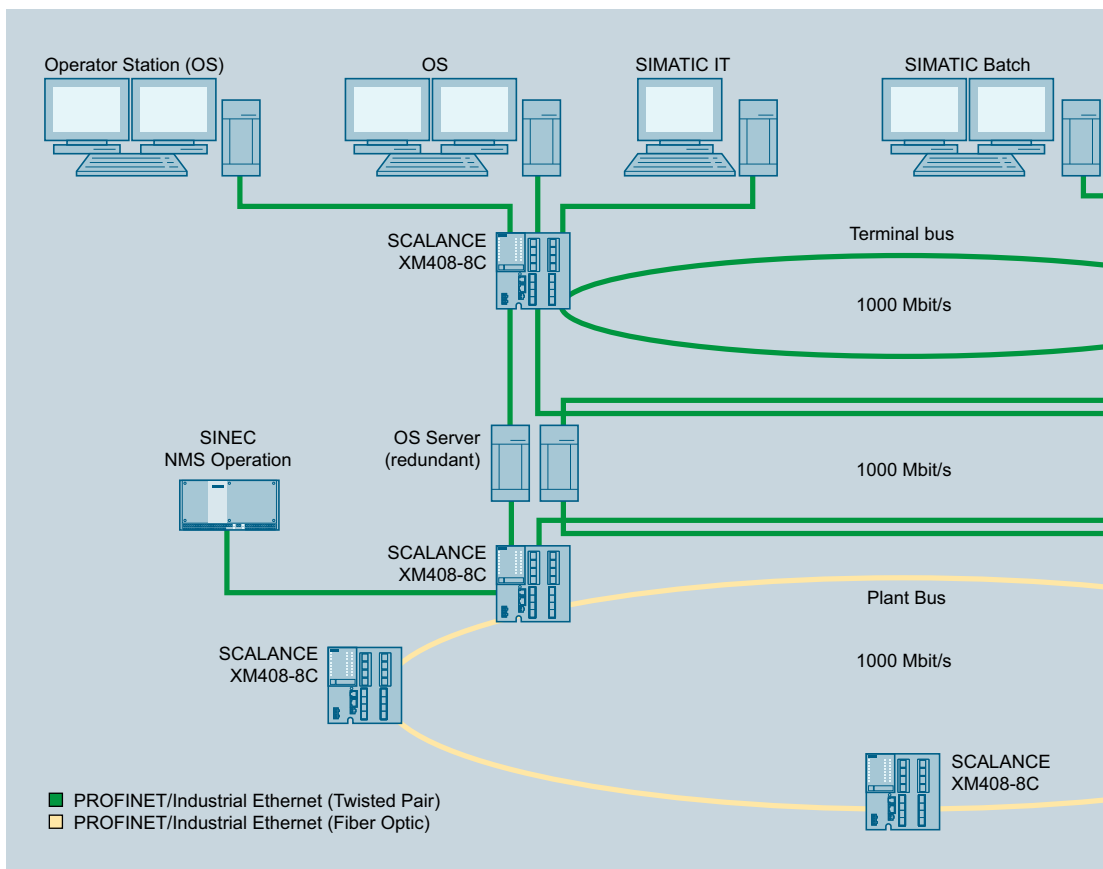 Operator Station (OS)
OS
SIMATIC IT
SIMATIC Batch
SCALANCE
XM408-8C
Terminal bus
1000 Mbit/s
OS Server
(redundant)
SINEC
NMS Operation
1000 Mbit/s
SCALANCE
XM408-8C
Plant Bus
SCALANCE
XM408-8C
1000 Mbit/s
SCALANCE
XM408-8C
PROFINET/Industrial Ethernet (Twisted Pair)
PROFINET/Industrial Ethernet (Fiber Optic)